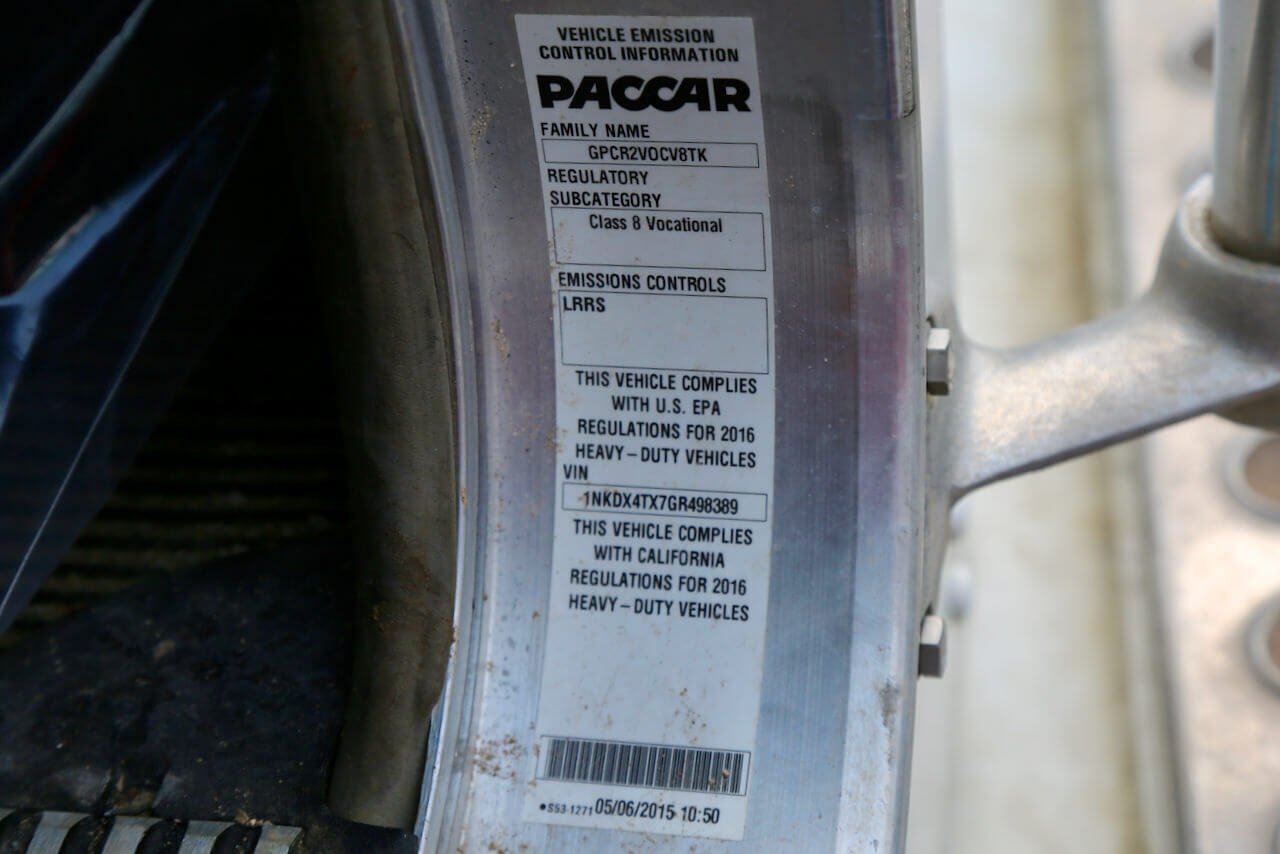 VEHICLE EMISSION
CONTROL INFORMATION
PACCAR
FAMILY NAME
GPCR2VOCV8TK
REGULATORY
SUBCATEGORY
Class 8 Vocational
EMISSIONS CONTROLS
LRRS
THIS VEHICLE COMPLIES
WITH U.S. EPA
REGULATIONS FOR 2016
HEAVY-DUTY VEHICLES
VIN
1NKDX4TX7GR498389
THIS VEHICLE COMPLIES
WITH CALIFORNIA
REGULATIONS FOR 2016
HEAVY-DUTY VEHICLES
•S53-1271 05/06/2015 10:50